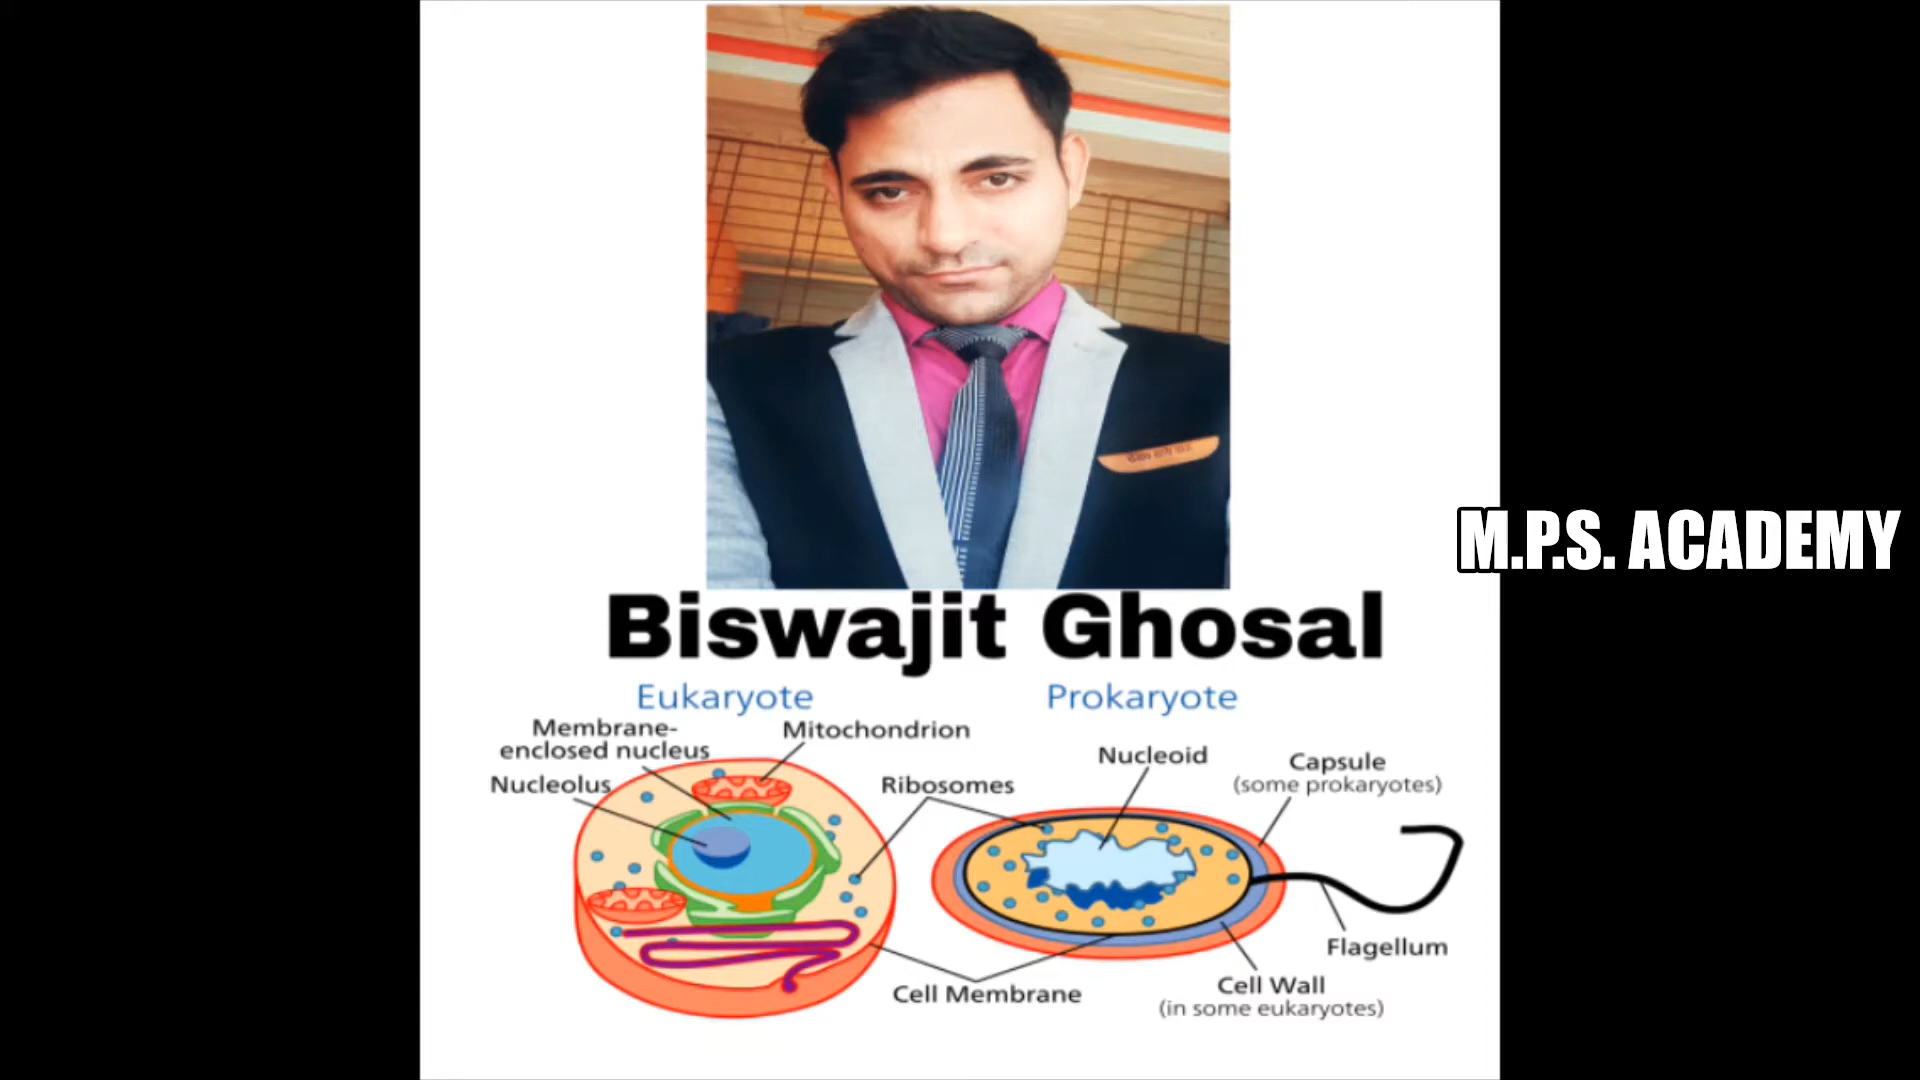 M.P.S. ACADEMY
Biswajit Ghosal
Eukaryote
Prokaryote
Membrane-
enclosed nucleus
Mitochondrion
Nucleolus
Ribosomes
Nucleoid
Capsule
(some prokaryotes)
Flagellum
Cell Membrane
Cell Wall
(in some eukaryotes)